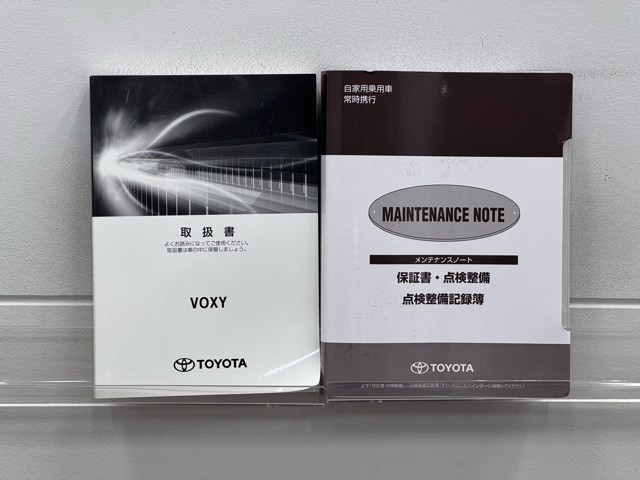 取扱書
よくお読みになってご使用ください。
取扱書は車の中に保管しましょう。
VOXY
TOYOTA
自家用乗用車
常時携行
MAINTENANCE NOTE
メンテナンスノート
保証書・点検整備
点検整備記録簿
TOYOTA